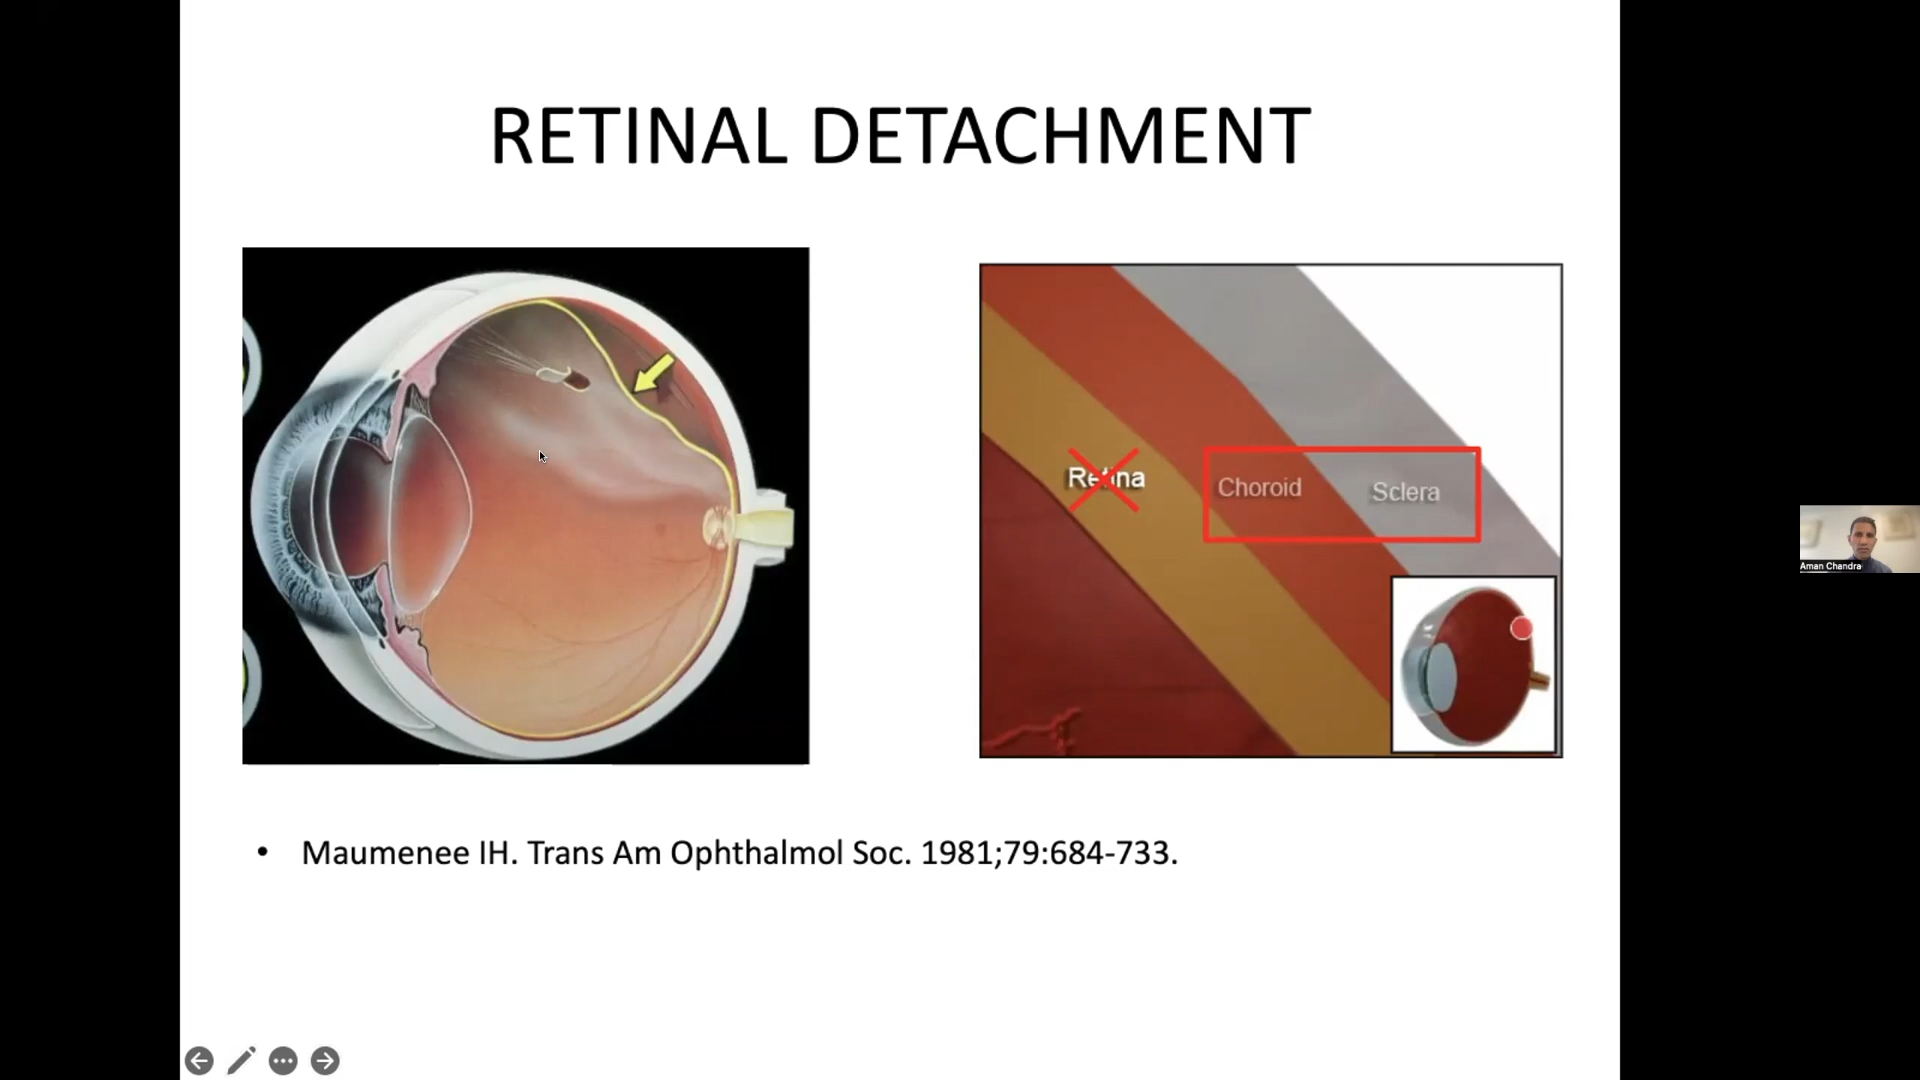 RETINAL DETACHMENT
Retina
Choroid
Sclera
• Maumenee IH. Trans Am Ophthalmol Soc. 1981;79:684-733.
Aman Chandra